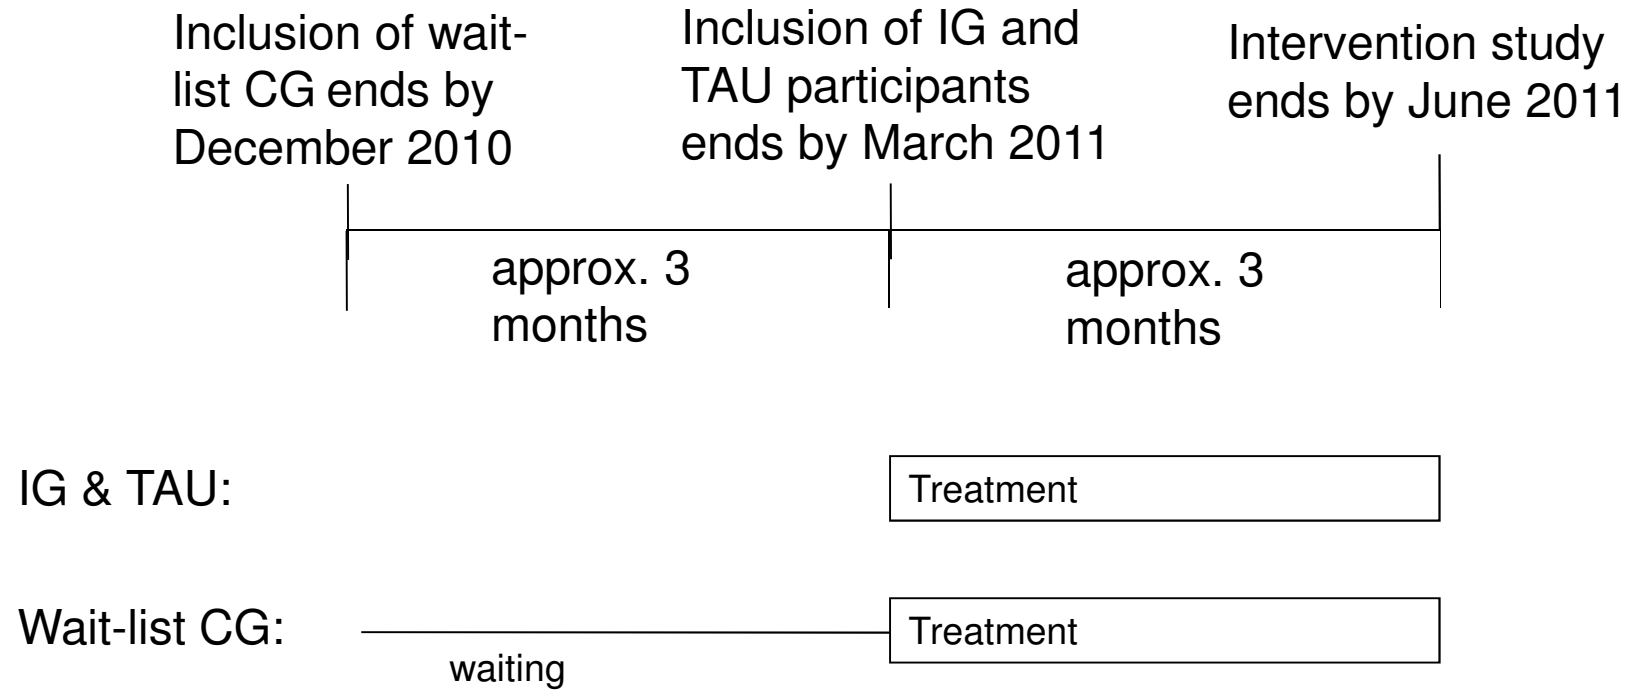 Inclusion of wait-
list CG ends by
December 2010
Inclusion of IG and
TAU participants
ends by March 2011
Intervention study
ends by June 2011
approx. 3
months
approx. 3
months
IG & TAU:
Treatment
Wait-list CG:
waiting
Treatment